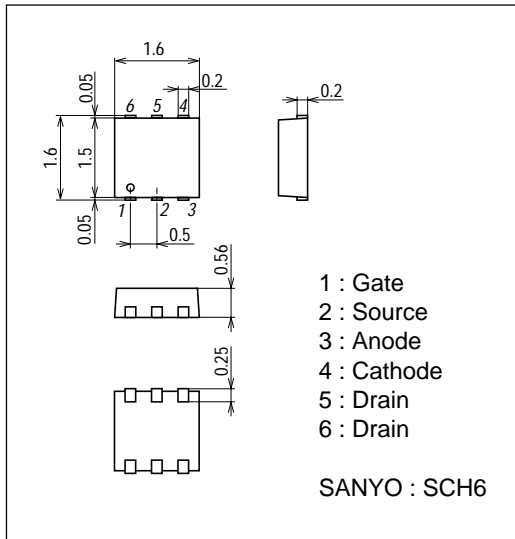 1.6
0.2
0.05
6 5 4
0.2
1.6
1.5
1 2 3
0.05
0.5
0.56
0.25
1 : Gate
2 : Source
3 : Anode
4 : Cathode
5 : Drain
6 : Drain
SANYO : SCH6